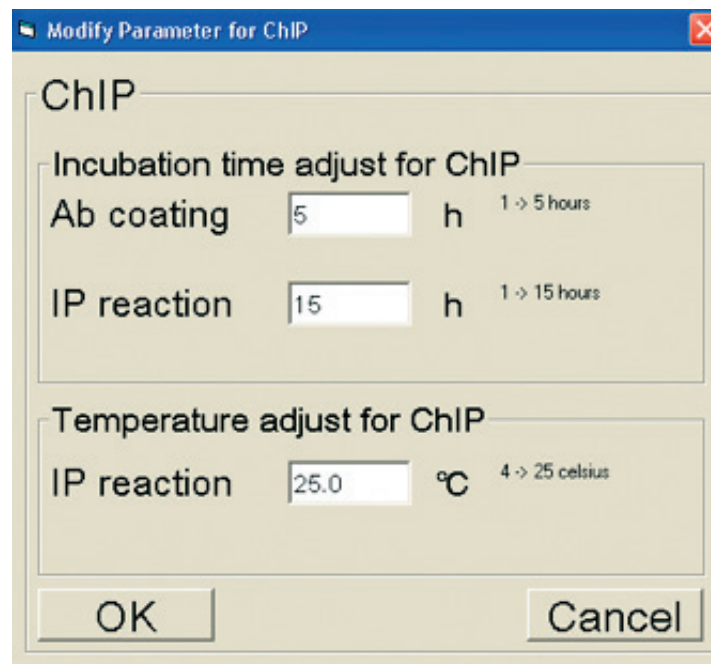 Modify Parameter for ChIP
ChIP
Incubation time adjust for ChIP
Ab coating 5 h 1 -> 5 hours
IP reaction 15 h 1 -> 15 hours
Temperature adjust for ChIP
IP reaction 25.0 °C 4 -> 25 celsius
OK Cancel